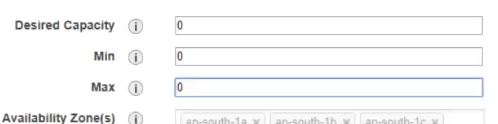 Desired Capacity 0
Min 0
Max 0
Availability Zone(s) ap-south-1a × ap-south-1b × ap-south-1c ×